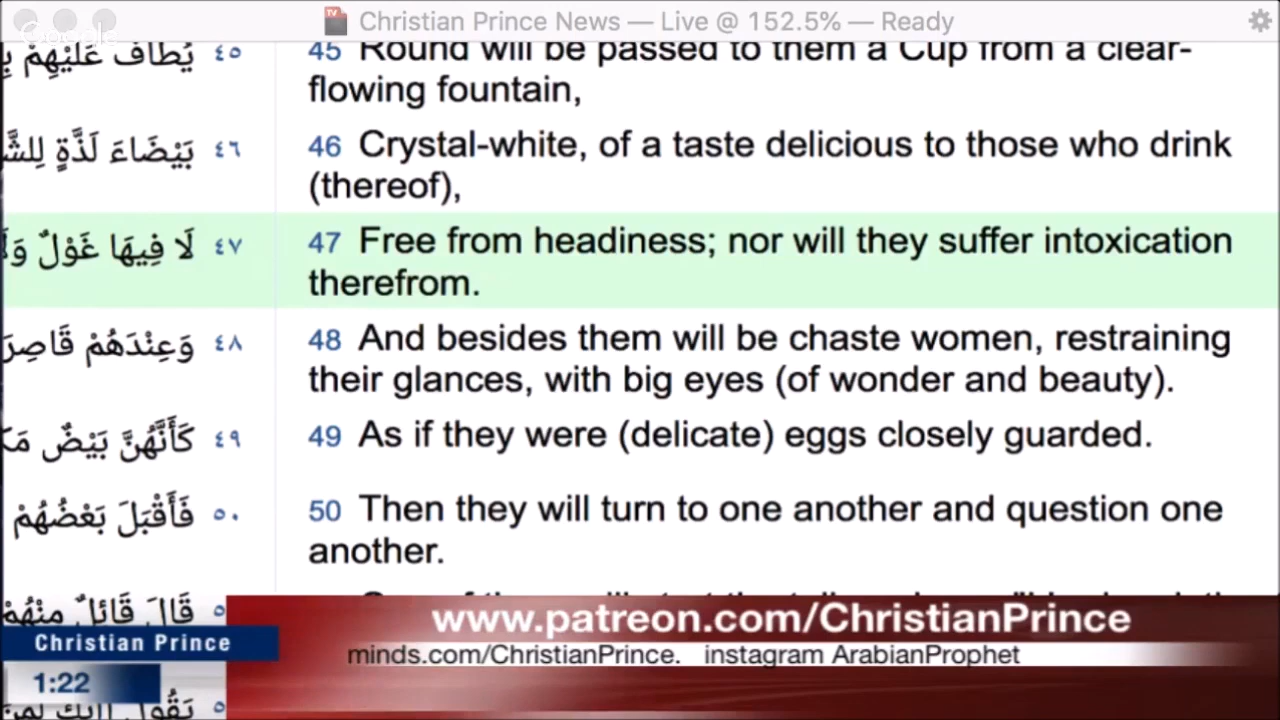 Google
Christian Prince News — Live @ 152.5% — Ready
٤٥ يُطَافُ عَلَيْهِمْ
45 Round will be passed to them a Cup from a clear-
flowing fountain,
٤٦ بَيْضَاءَ لَذَّةٍ
46 Crystal-white, of a taste delicious to those who drink
(thereof),
٤٧ لَا فِيهَا غَوْلٌ
47 Free from headiness; nor will they suffer intoxication
therefrom.
٤٨ وَعِنْدَهُمْ
48 And besides them will be chaste women, restraining
their glances, with big eyes (of wonder and beauty).
٤٩ كَأَنَّهُنَّ بَيْضٌ
49 As if they were (delicate) eggs closely guarded.
٥٠ فَأَقْبَلَ بَعْضُهُمْ
50 Then they will turn to one another and question one
another.
قَالَ قَائِلٌ مِنْهُمْ
www.patreon.com/ChristianPrince
Christian Prince
minds.com/ChristianPrince. instagram ArabianProphet
1:22